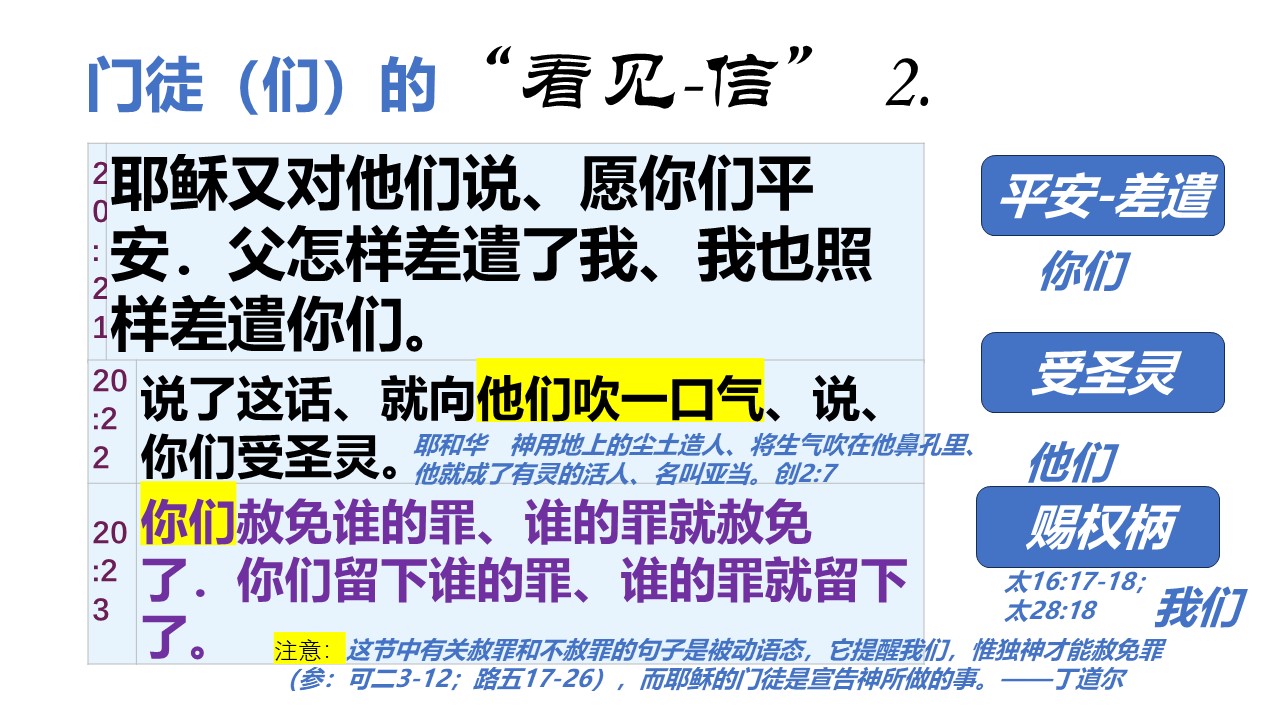 门徒（们）的“看见-信” 2.
20:21
耶稣又对他们说、愿你们平
安．父怎样差遣了我、我也照
样差遣你们。
20:22
说了这话、就向他们吹一口气、说、
你们受圣灵。
耶和华　神用地上的尘土造人、将生气吹在他鼻孔里、
他就成了有灵的活人、名叫亚当。创2:7
20:23
你们赦免谁的罪、谁的罪就赦免
了．你们留下谁的罪、谁的罪就留下
了。
注意：这节中有关赦罪和不赦罪的句子是被动语态，它提醒我们，惟独神才能赦免罪
（参：可二3-12；路五17-26），而耶稣的门徒是宣告神所做的事。——丁道尔
平安-差遣
你们
受圣灵
他们
赐权柄
太16:17-18；
太28:18
我们